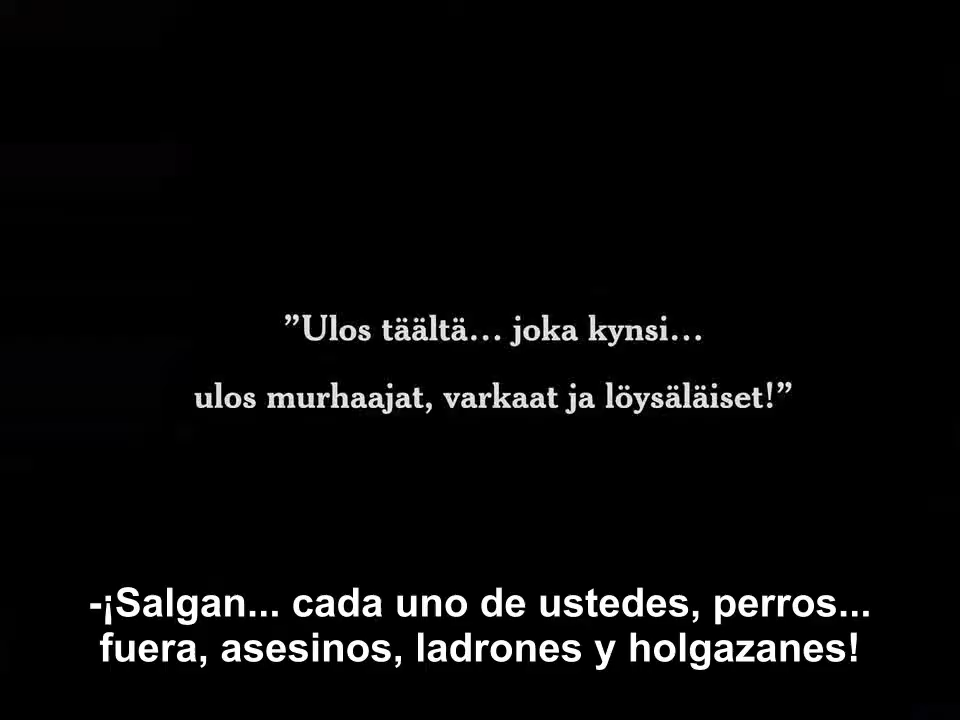 ”Ulos täältä... joka kynsi...
ulos murhaajat, varkaat ja löysäläiset!”
-¡Salgan... cada uno de ustedes, perros...
fuera, asesinos, ladrones y holgazanes!